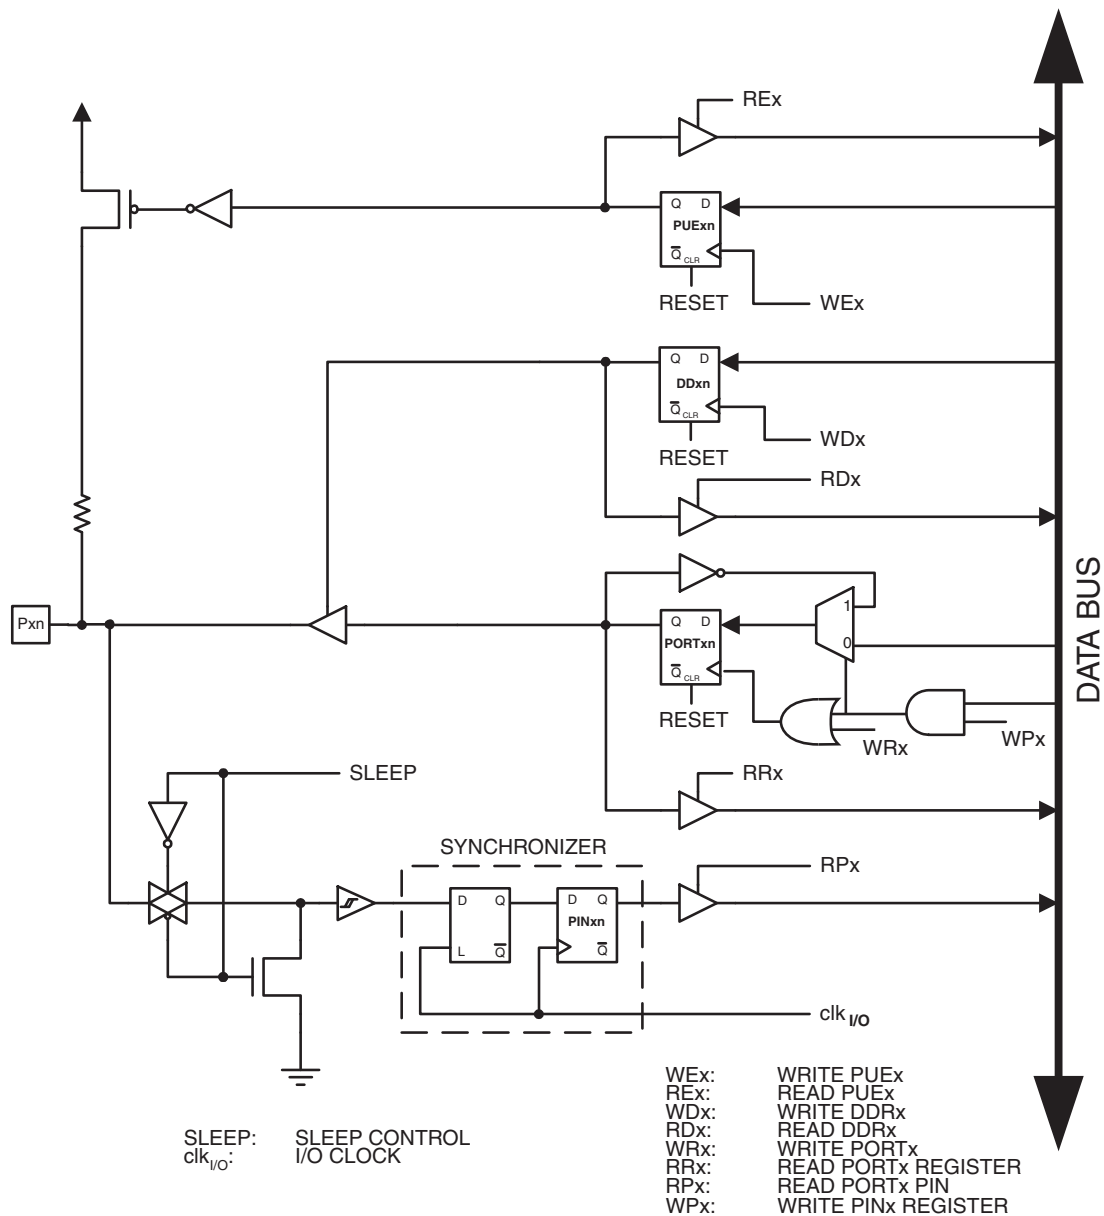 REx
Q D
PUExn
Q CLR
RESET
WEx
Q D
DDxn
Q CLR
RESET
WDx
RDx
DATA BUS
1
Pxn
Q D
PORTxn
0
Q CLR
RESET
WRx
WPx
SLEEP
RRx
SYNCHRONIZER
RPx
D Q
D Q
PINxn
L Q
Q
clk I/O
WEx: WRITE PUEx
REx: READ PUEx
WDx: WRITE DDRx
RDx: READ DDRx
WRx: WRITE PORTx
RRx: READ PORTx REGISTER
RPx: READ PORTx PIN
WPx: WRITE PINx REGISTER
SLEEP: SLEEP CONTROL
clkI/O: I/O CLOCK